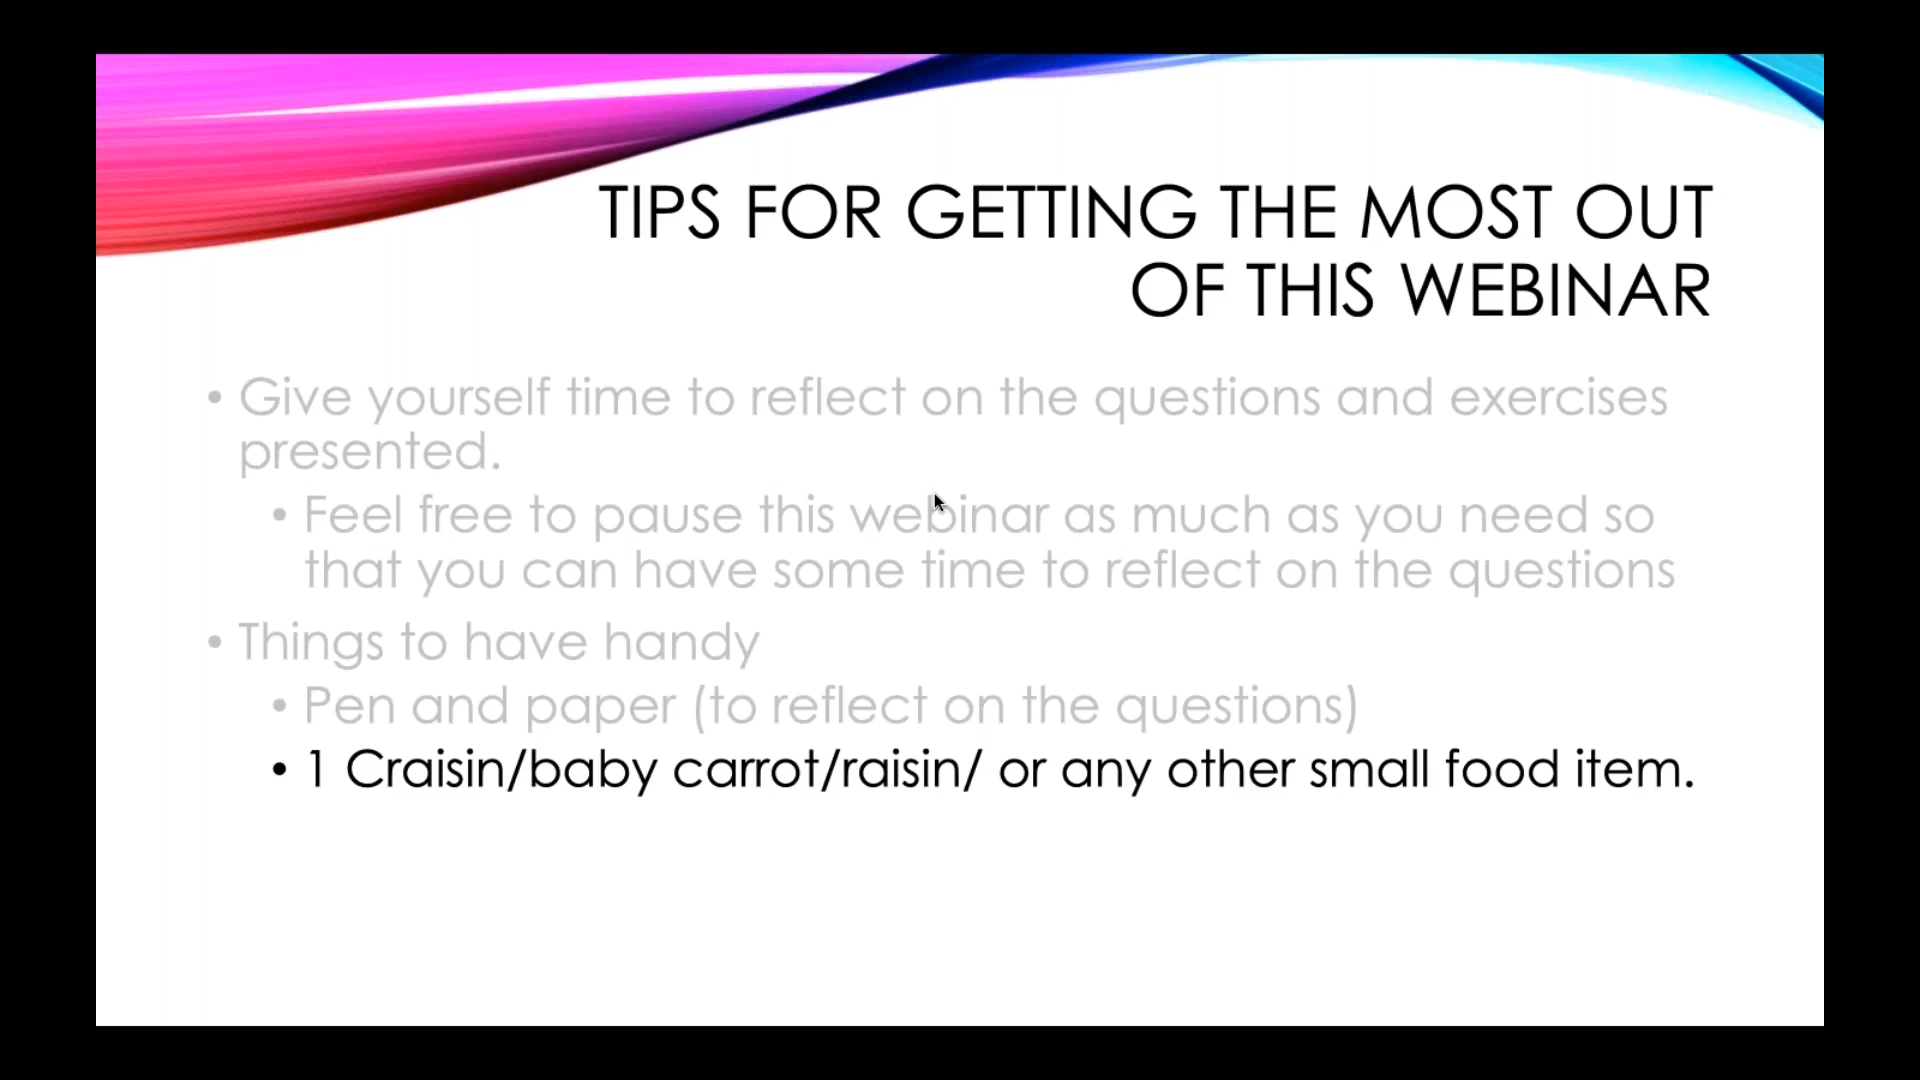 TIPS FOR GETTING THE MOST OUT
OF THIS WEBINAR
• Give yourself time to reflect on the questions and exercises
presented.
• Feel free to pause this webinar as much as you need so
that you can have some time to reflect on the questions
• Things to have handy
• Pen and paper (to reflect on the questions)
• 1 Craisin/baby carrot/raisin/ or any other small food item.